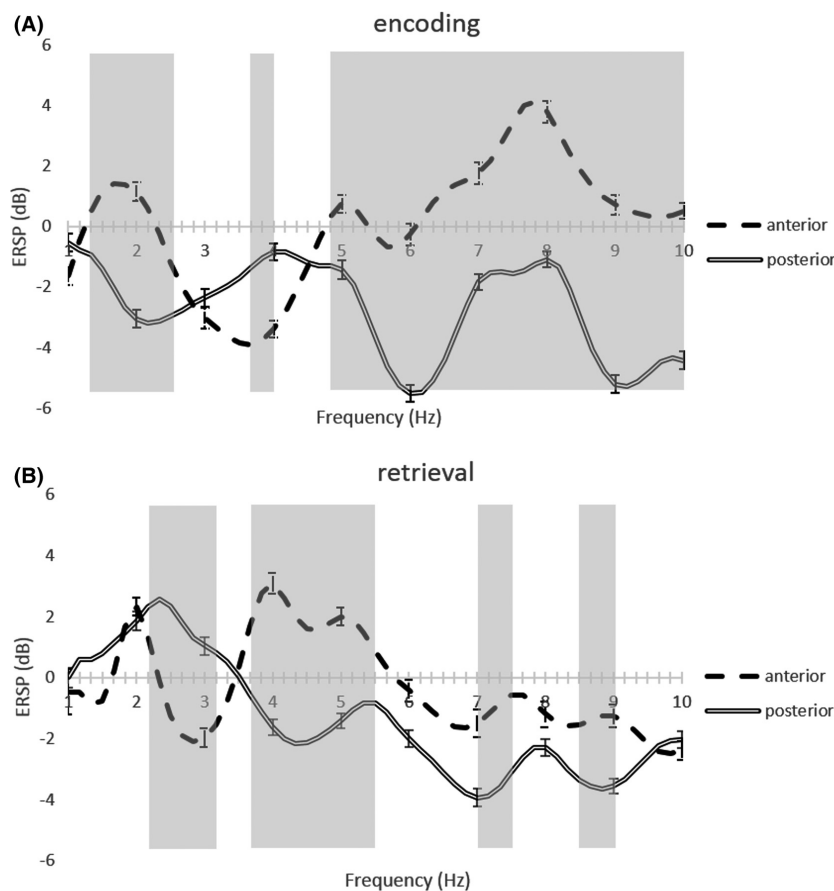 (A)
encoding
6
4
2
0
-2
-4
-6
ERSP (dB)
1 2 3 4 5 6 7 8 9 10
Frequency (Hz)
anterior
posterior
(B)
retrieval
6
4
2
0
-2
-4
-6
ERSP (dB)
1 2 3 4 5 6 7 8 9 10
Frequency (Hz)
anterior
posterior